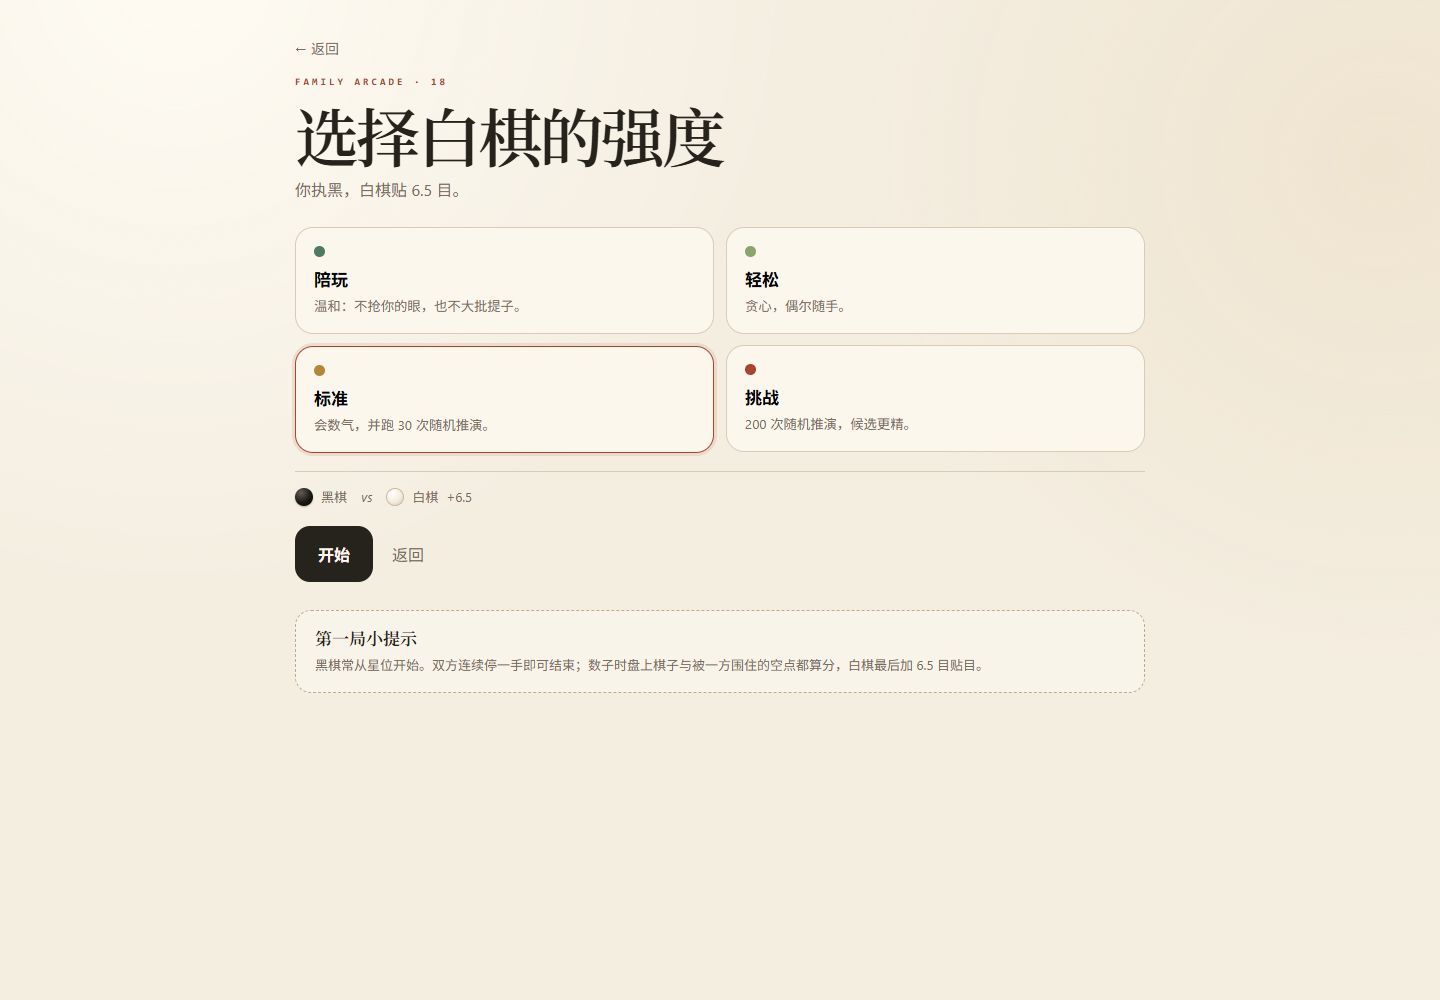 ← 返回
FAMILY ARCADE · 18
选择白棋的强度
你执黑，白棋贴 6.5 目。
陪玩
温和：不抢你的眼，也不大批提子。
轻松
贪心，偶尔随手。
标准
会数气，并跑 30 次随机推演。
挑战
200 次随机推演，候选更精。
黑棋 vs 白棋 +6.5
开始 返回
第一局小提示
黑棋常从星位开始。双方连续停一手即可结束；数子时盘上棋子与被一方围住的空点都算分，白棋最后加 6.5 目贴目。